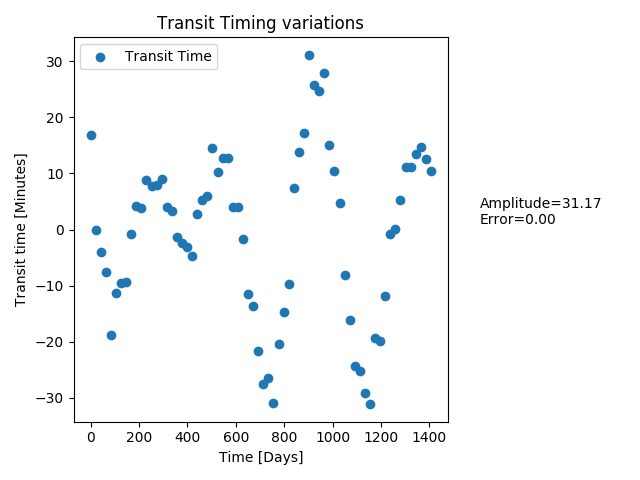 Transit Timing variations
Transit Time
Transit time [Minutes]
30
20
10
0
−10
−20
−30
0 200 400 600 800 1000 1200 1400
Time [Days]
Amplitude=31.17
Error=0.00